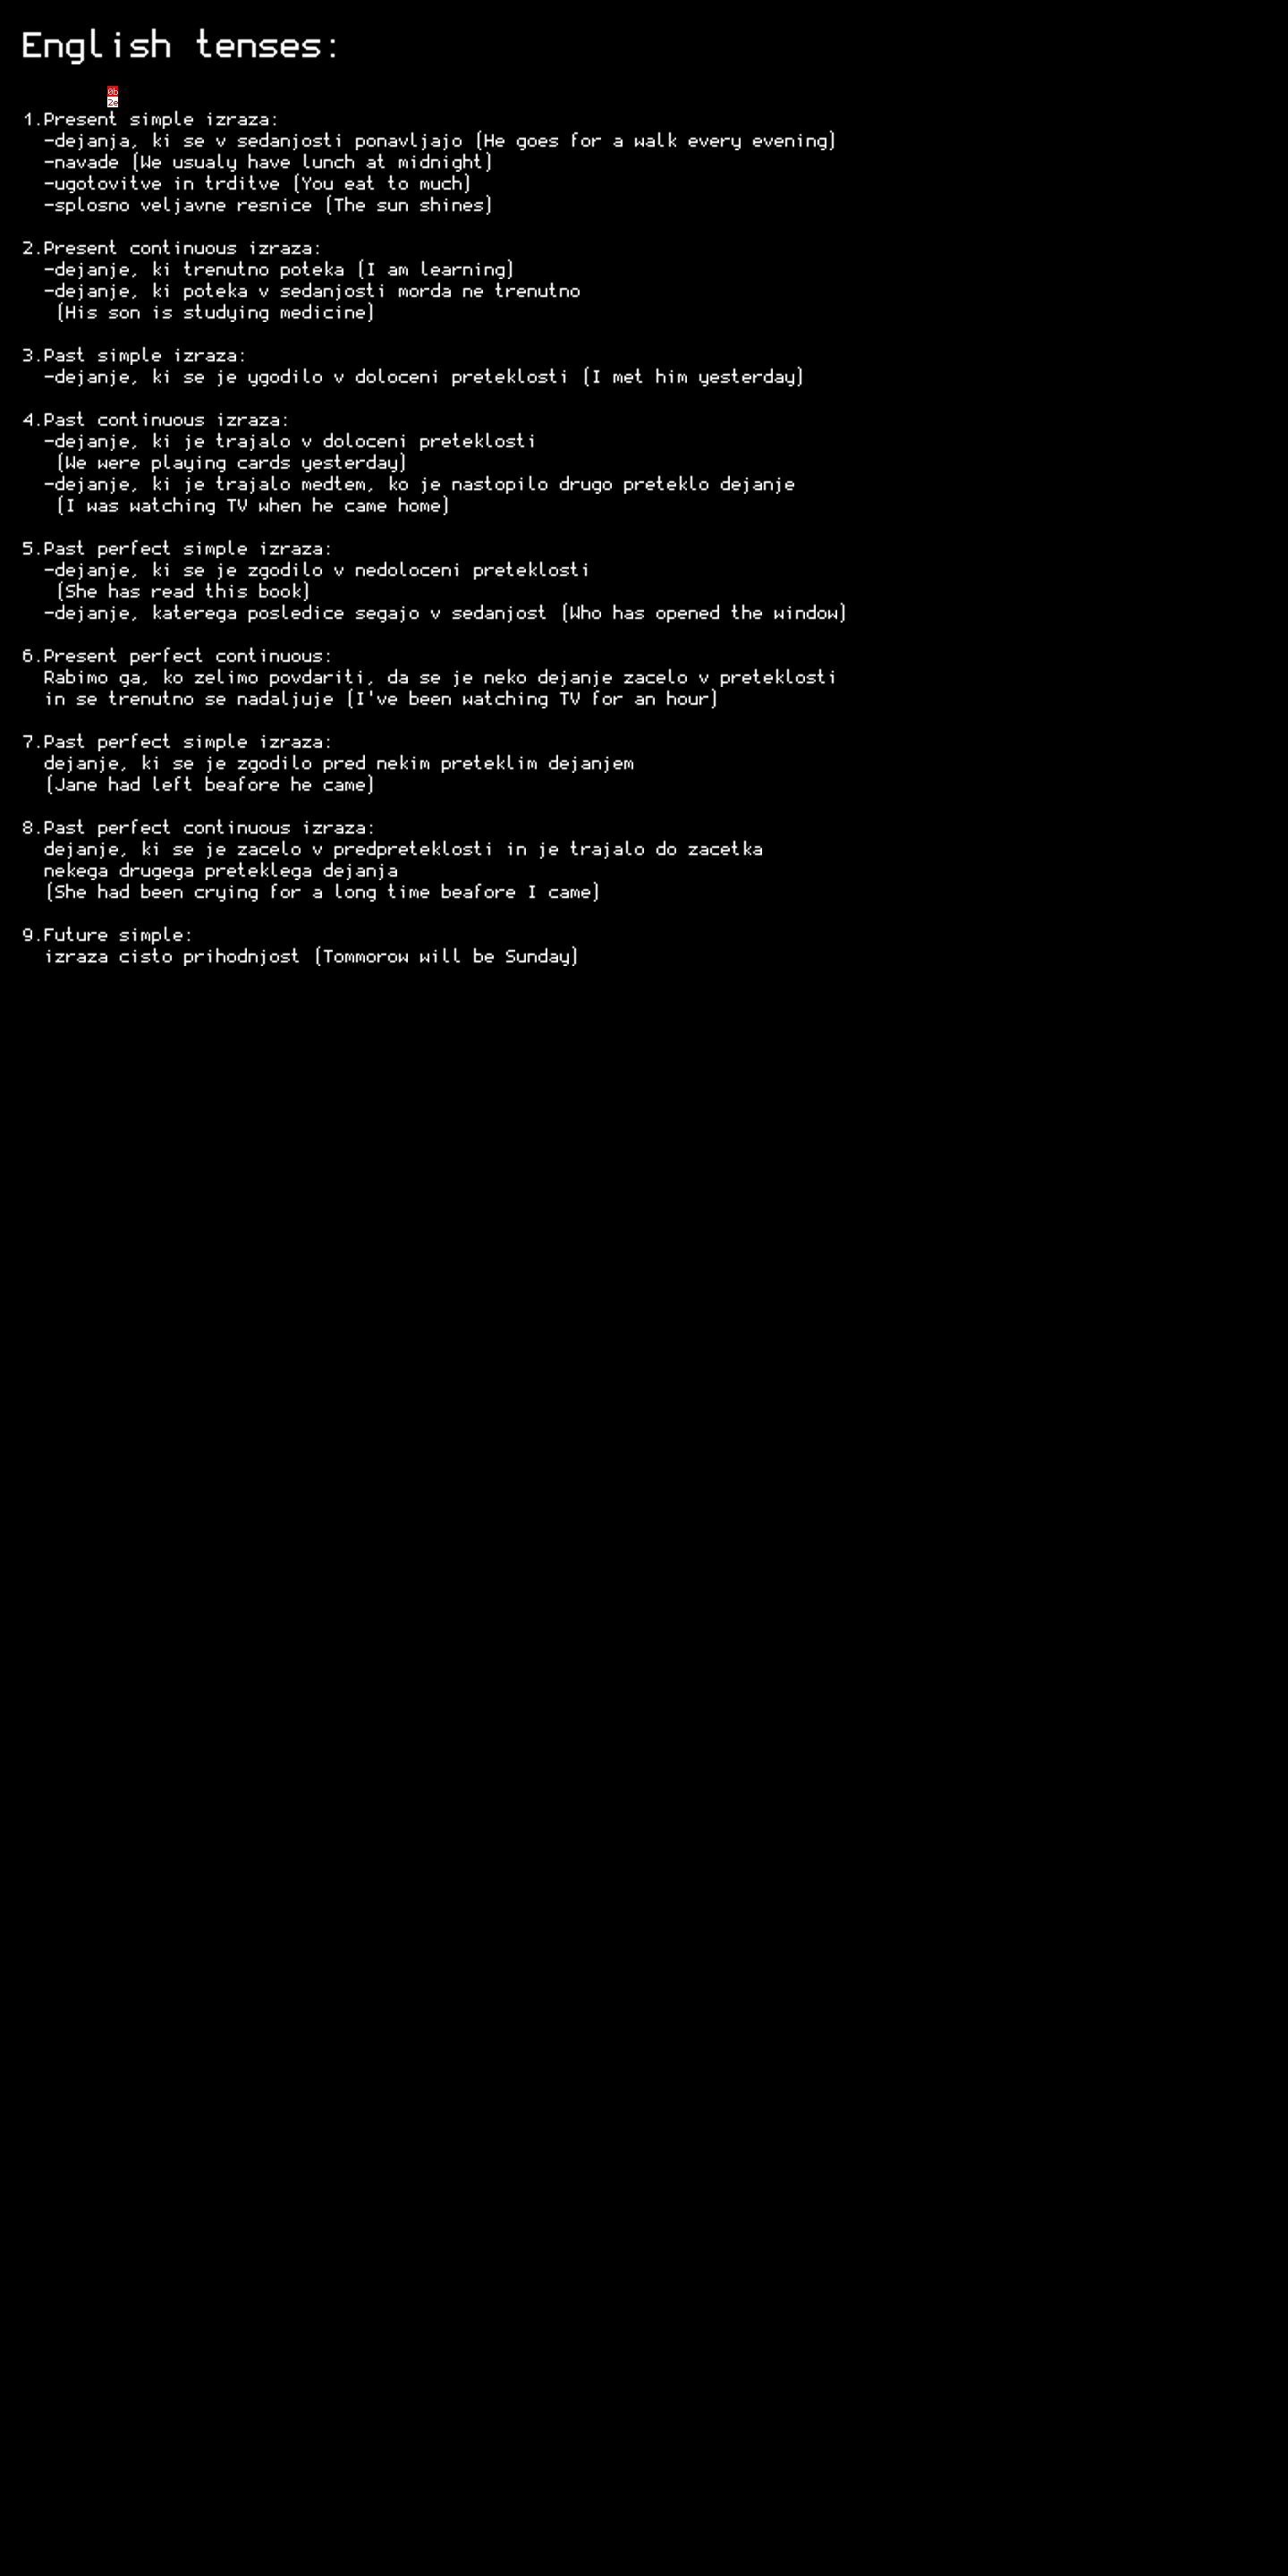 English tenses:
0b
2e
1.Present simple izraza:
-dejanja, ki se v sedanjosti ponavljajo (He goes for a walk every evening)
-navade (We usualy have lunch at midnight)
-ugotovitve in trditve (You eat to much)
-splosno veljavne resnice (The sun shines)
2.Present continuous izraza:
-dejanje, ki trenutno poteka (I am learning)
-dejanje, ki poteka v sedanjosti morda ne trenutno
(His son is studying medicine)
3.Past simple izraza:
-dejanje, ki se je ygodilo v doloceni preteklosti (I met him yesterday)
4.Past continuous izraza:
-dejanje, ki je trajalo v doloceni preteklosti
(We were playing cards yesterday)
-dejanje, ki je trajalo medtem, ko je nastopilo drugo preteklo dejanje
(I was watching TV when he came home)
5.Past perfect simple izraza:
-dejanje, ki se je zgodilo v nedoloceni preteklosti
(She has read this book)
-dejanje, katerega posledice segajo v sedanjost (Who has opened the window)
6.Present perfect continuous:
Rabimo ga, ko zelimo povdariti, da se je neko dejanje zacelo v preteklosti
in se trenutno se nadaljuje (I've been watching TV for an hour)
7.Past perfect simple izraza:
dejanje, ki se je zgodilo pred nekim preteklim dejanjem
(Jane had left beafore he came)
8.Past perfect continuous izraza:
dejanje, ki se je zacelo v predpreteklosti in je trajalo do zacetka
nekega drugega preteklega dejanja
(She had been crying for a long time beafore I came)
9.Future simple:
izraza cisto prihodnjost (Tommorow will be Sunday)